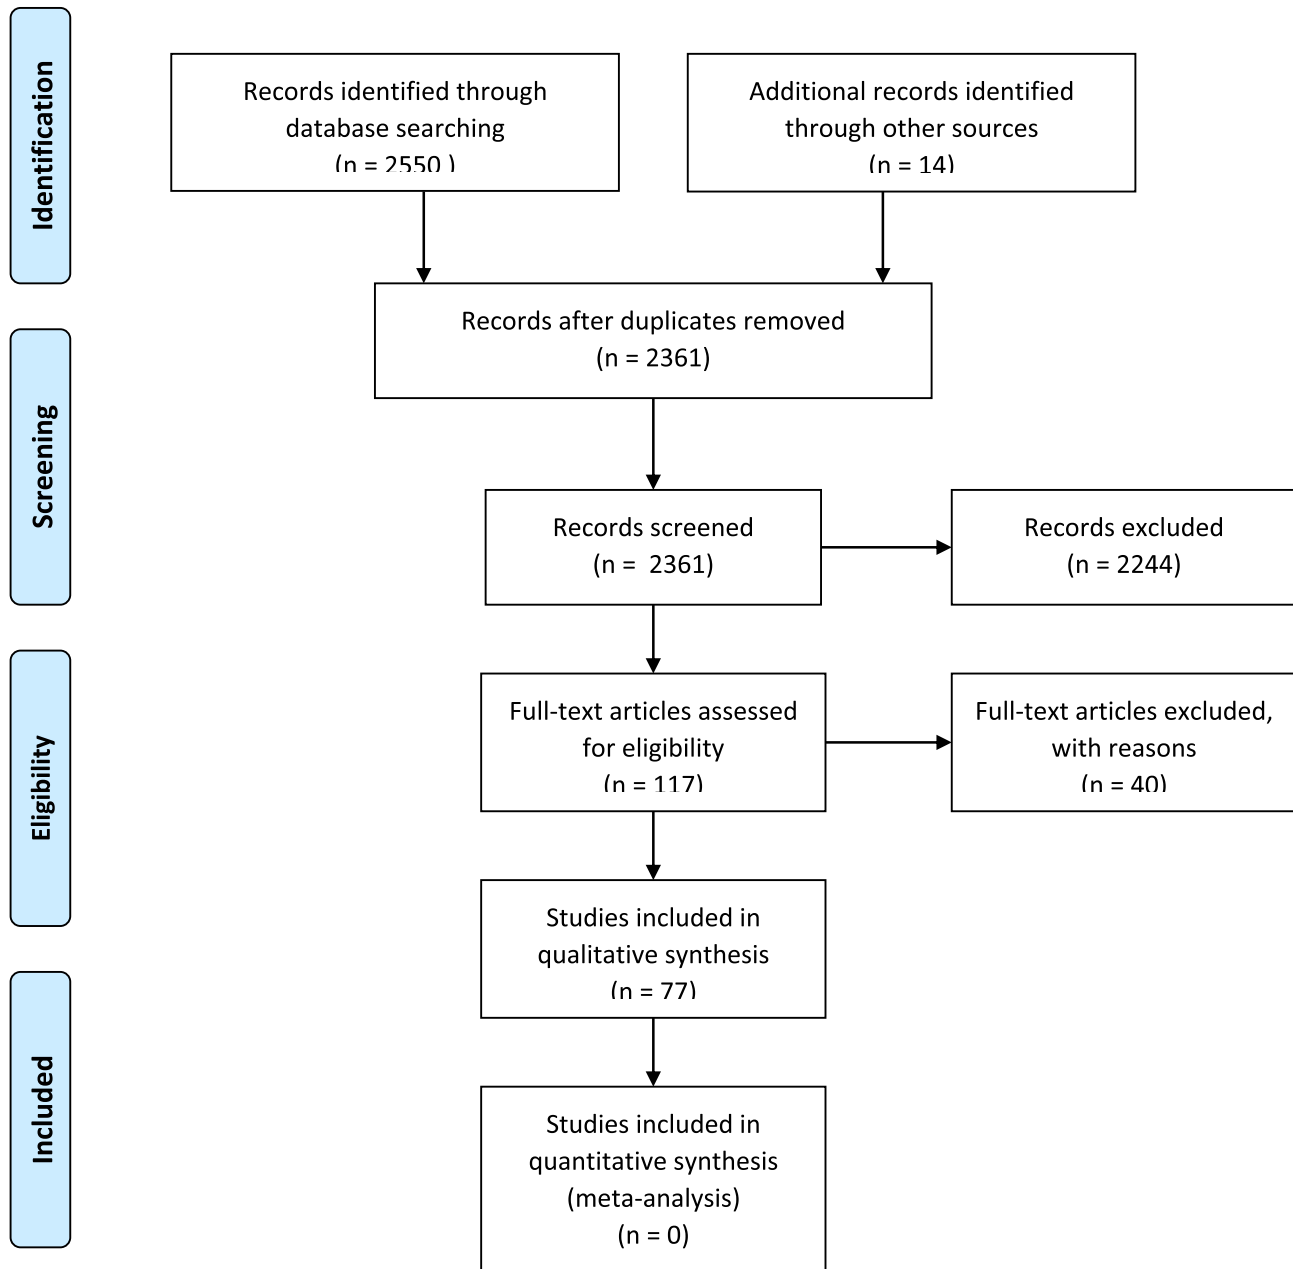 Identification
Records identified through
database searching
(n = 2550 )
Additional records identified
through other sources
(n = 14)
Records after duplicates removed
(n = 2361)
Screening
Records screened
(n =  2361)
Records excluded
(n = 2244)
Eligibility
Full-text articles assessed
for eligibility
(n = 117)
Full-text articles excluded,
with reasons
(n = 40)
Studies included in
qualitative synthesis
(n = 77)
Included
Studies included in
quantitative synthesis
(meta-analysis)
(n = 0)